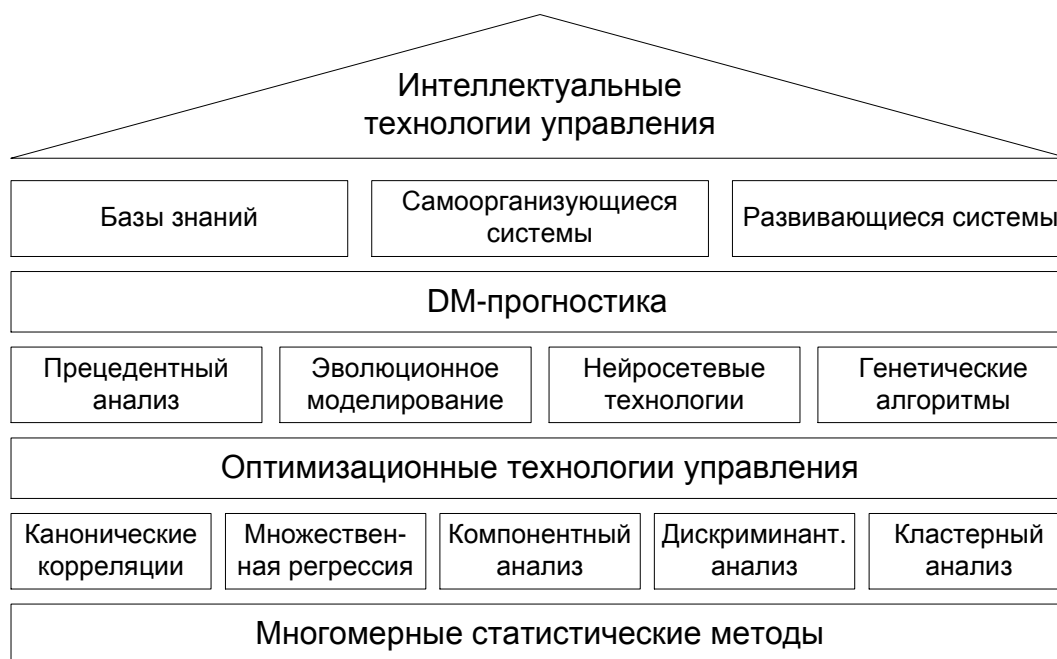 Интеллектуальные
технологии управления
Базы знаний
Самоорганизующиеся
системы
Развивающиеся системы
DM-прогностика
Прецедентный
анализ
Эволюционное
моделирование
Нейросетевые
технологии
Генетические
алгоритмы
Оптимизационные технологии управления
Канонические
корреляции
Множествен-
ная регрессия
Компонентный
анализ
Дискриминант.
анализ
Кластерный
анализ
Многомерные статистические методы